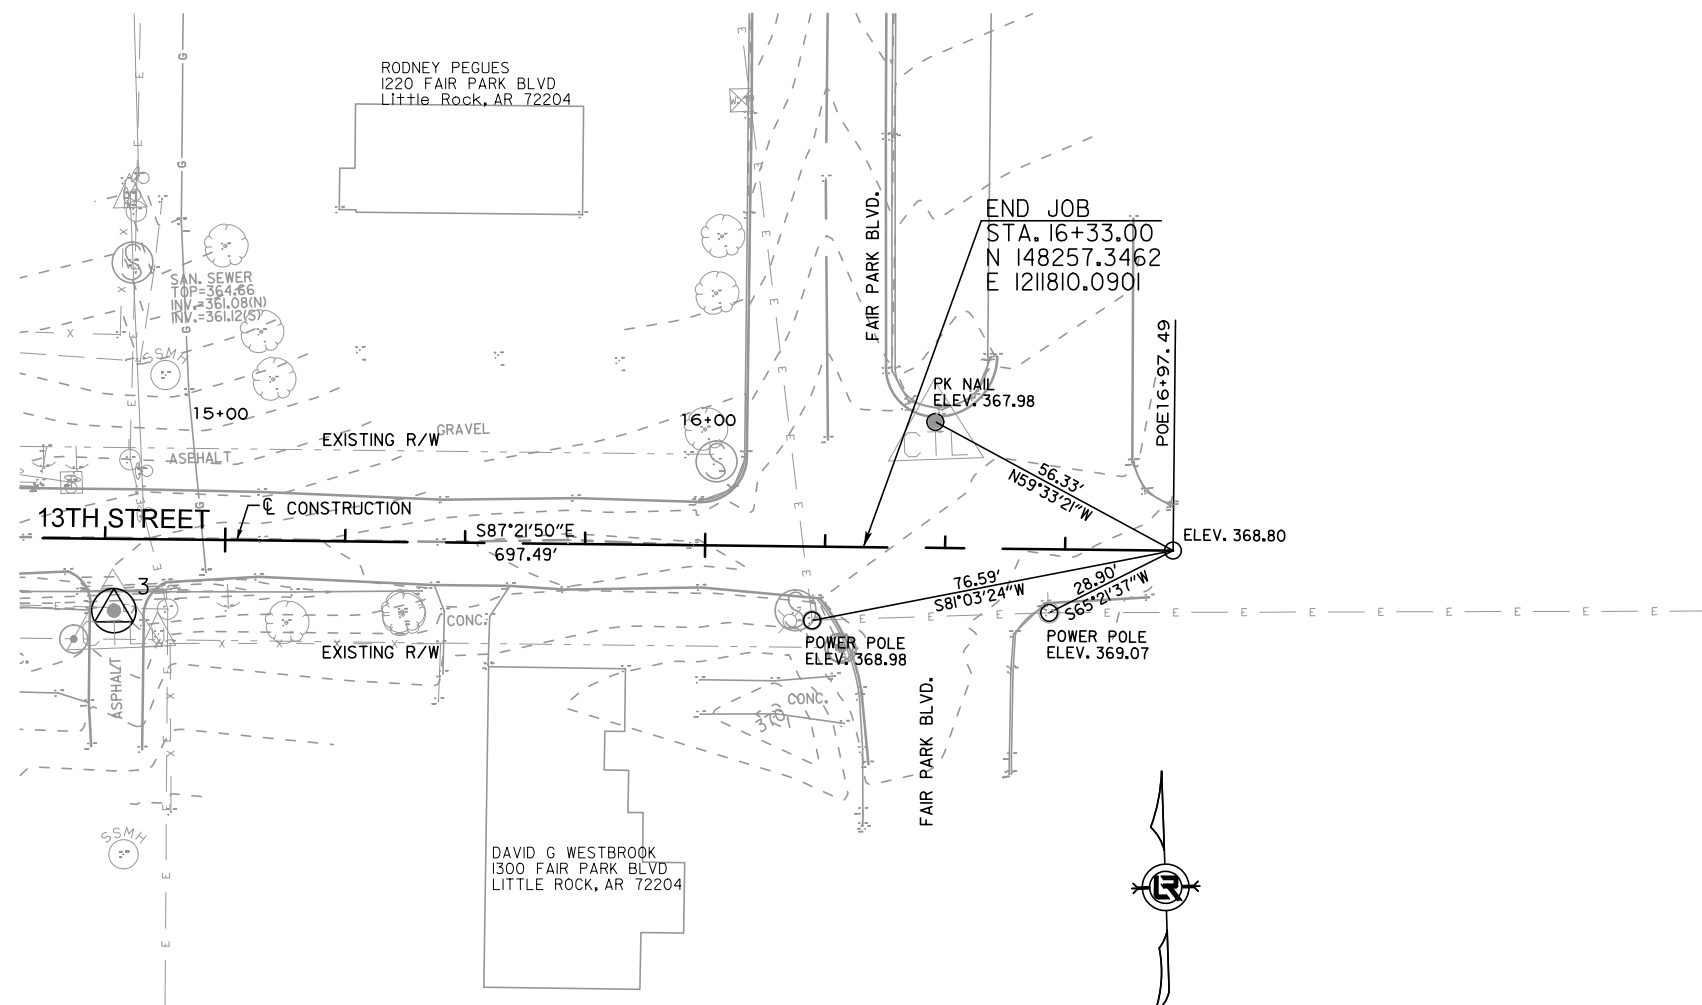 RODNEY PEGUES
1220 FAIR PARK BLVD
Little Rock, AR 72204
END JOB
STA. 16+33.00
N 148257.3462
E 1211810.0901
FAIR PARK BLVD.
SAN. SEWER
TOP=364.66
INV.=361.08(N)
INV.=361.12(S)
SSMH
POE16+97.49
PK NAIL
ELEV. 367.98
CTL
15+00
16+00
EXISTING R/W
GRAVEL
ASPHALT
56.33'
N59°33'21"W
13TH STREET
℄ CONSTRUCTION
S87°21'50"E
697.49'
ELEV. 368.80
3
76.59'
S81°03'24"W
28.90'
S65°21'37"W
CONC.
EXISTING R/W
POWER POLE
ELEV. 368.98
POWER POLE
ELEV. 369.07
ASPHALT
CONC.
370
FAIR PARK BLVD.
SSMH
DAVID G WESTBROOK
1300 FAIR PARK BLVD
LITTLE ROCK, AR 72204
LR